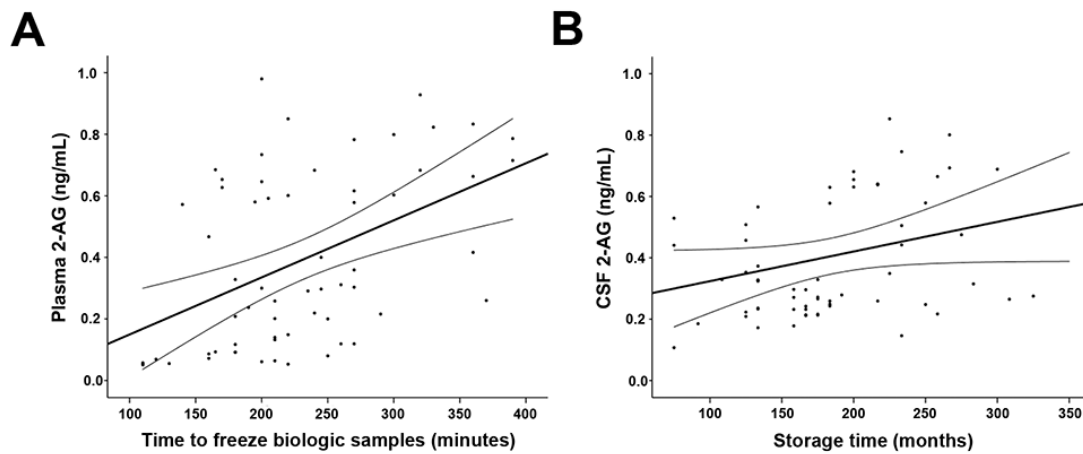 A
B
Plasma 2-AG (ng/mL)
1.0
0.8
0.6
0.4
0.2
0.0
100 150 200 250 300 350 400
Time to freeze biologic samples (minutes)
CSF 2-AG (ng/mL)
1.0
0.8
0.6
0.4
0.2
0.0
100 150 200 250 300 350
Storage time (months)